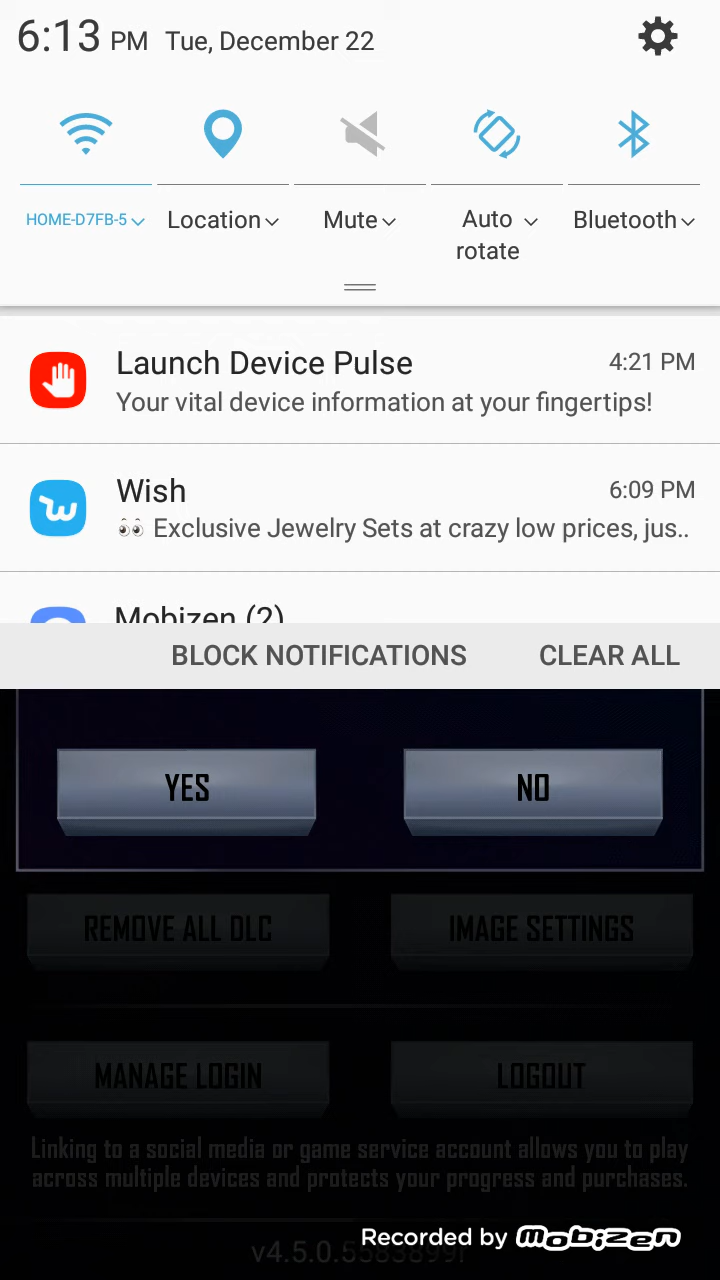 6:13 PM Tue, December 22
HOME-D7FB-5 Location Mute Auto rotate Bluetooth
Launch Device Pulse 4:21 PM
Your vital device information at your fingertips!
Wish 6:09 PM
👀 Exclusive Jewelry Sets at crazy low prices, jus..
Mobizen (2)
BLOCK NOTIFICATIONS CLEAR ALL
YES NO
REMOVE ALL DLC IMAGE SETTINGS
MANAGE LOGIN LOGOUT
Linking to a social media or game service account allows you to play
across multiple devices and protects your progress and purchases.
Recorded by mobizen
v4.5.0.5583899r